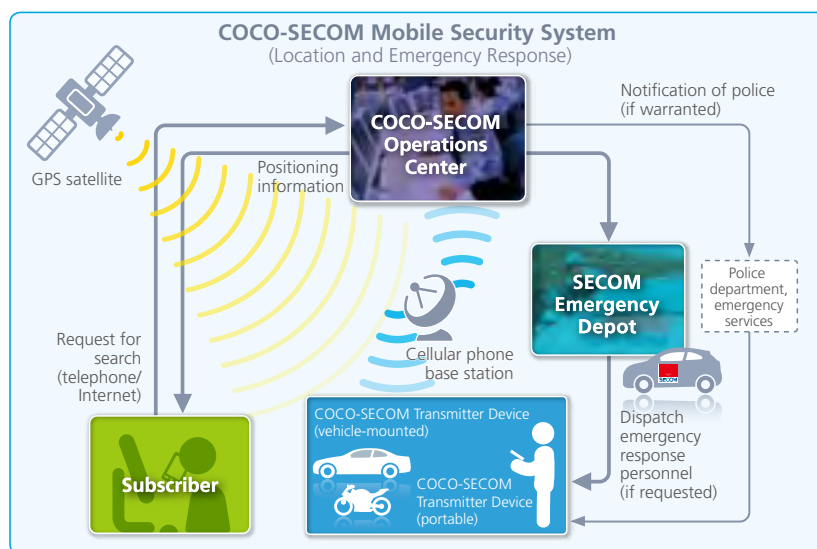 COCO-SECOM Mobile Security System
(Location and Emergency Response)
GPS satellite
COCO-SECOM
Operations
Center
Notification of police
(if warranted)
Positioning
information
SECOM
Emergency
Depot
Police
department,
emergency
services
Request for
search
(telephone/
Internet)
Cellular phone
base station
SECOM
Dispatch
emergency
response
personnel
(if requested)
Subscriber
COCO-SECOM Transmitter Device
(vehicle-mounted)
COCO-SECOM
Transmitter Device
(portable)